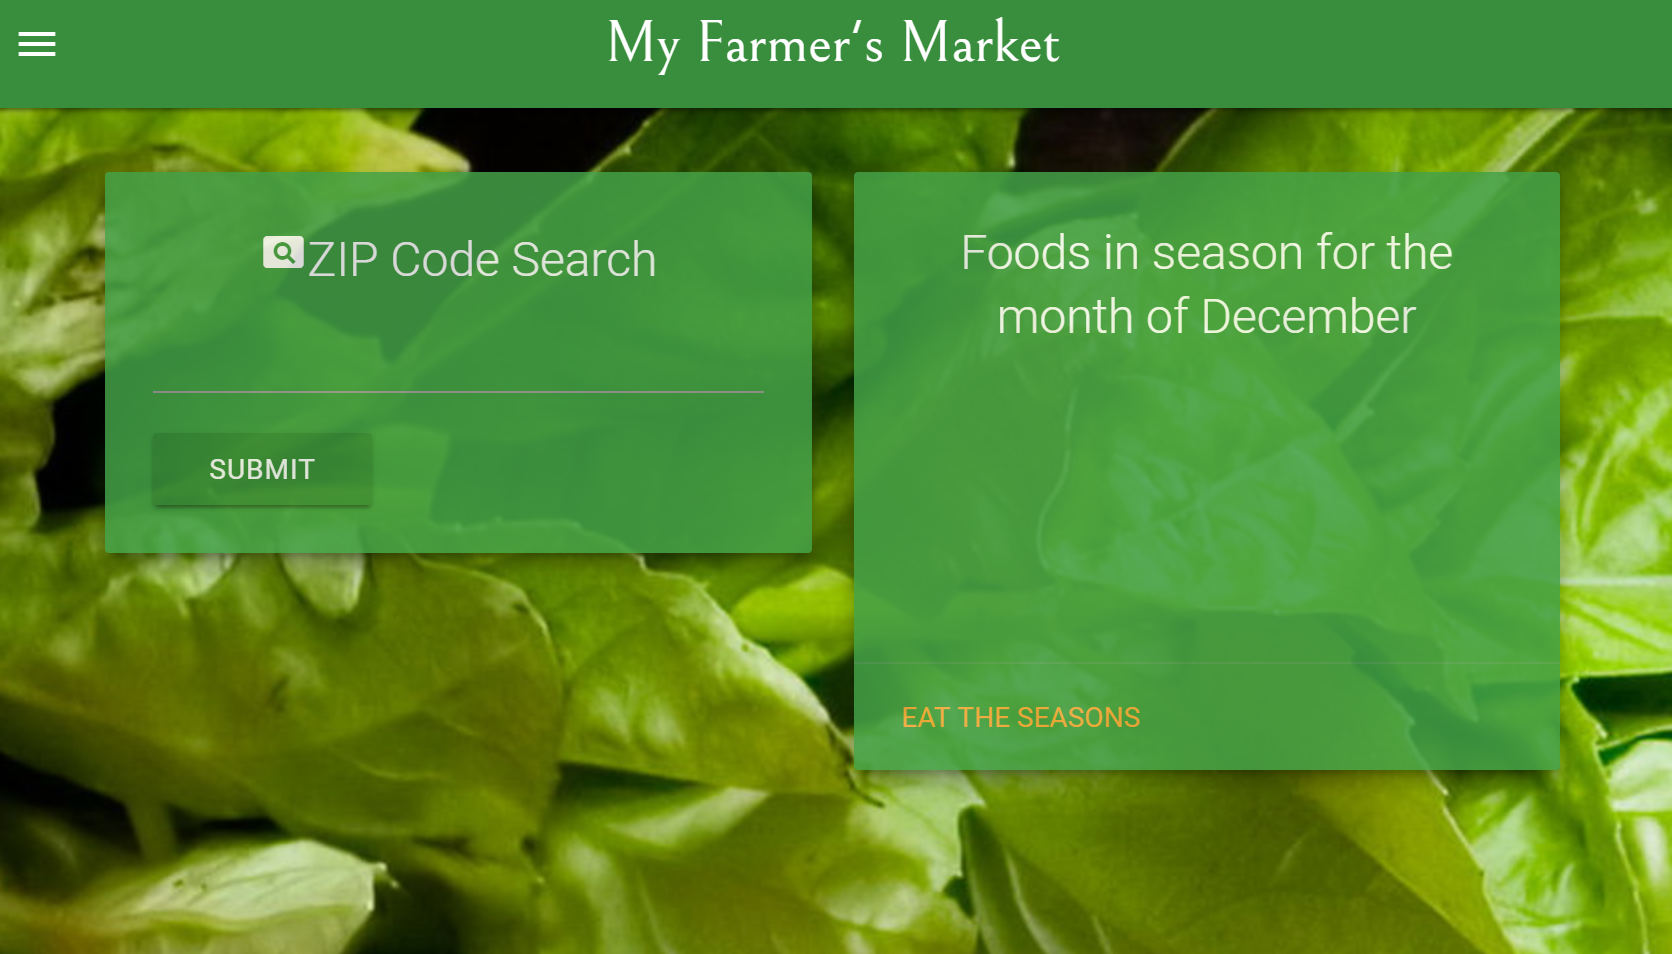 My Farmer's Market
ZIP Code Search
SUBMIT
Foods in season for the
month of December
EAT THE SEASONS